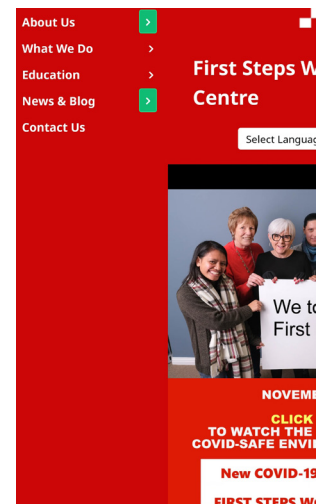 About Us
What We Do
Education
News & Blog
Contact Us
First Steps W
Centre
Select Languag
We to
First
NOVEME
CLICK
TO WATCH THE
COVID-SAFE ENVI
New COVID-19
FIRST STEPS W